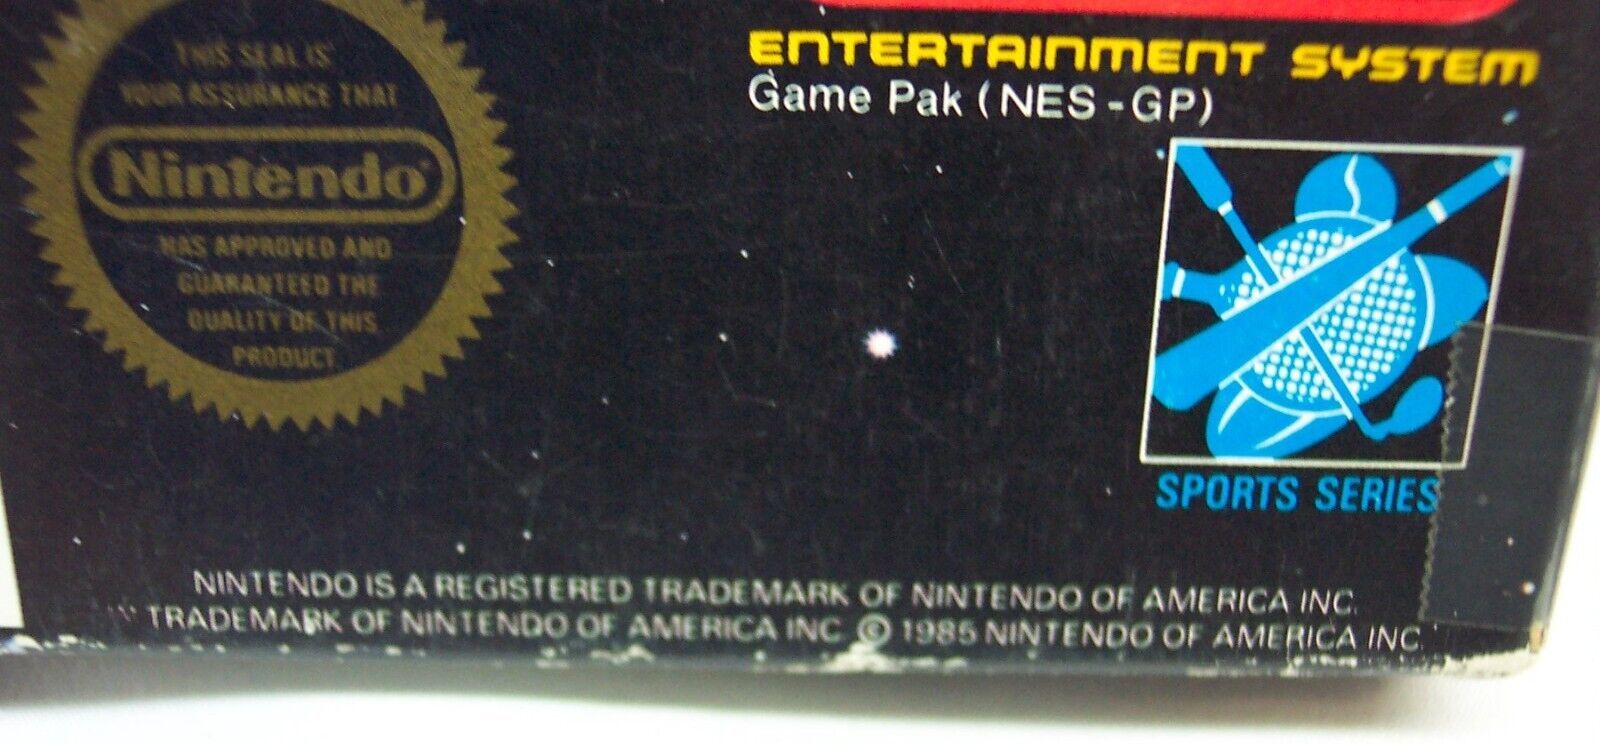 THIS SEAL IS
YOUR ASSURANCE THAT
Nintendo®
HAS APPROVED AND
GUARANTEED THE
QUALITY OF THIS
PRODUCT.
ENTERTAINMENT SYSTEM
Game Pak (NES-GP)
SPORTS SERIES
NINTENDO IS A REGISTERED TRADEMARK OF NINTENDO OF AMERICA INC.
TRADEMARK OF NINTENDO OF AMERICA INC © 1985 NINTENDO OF AMERICA INC.